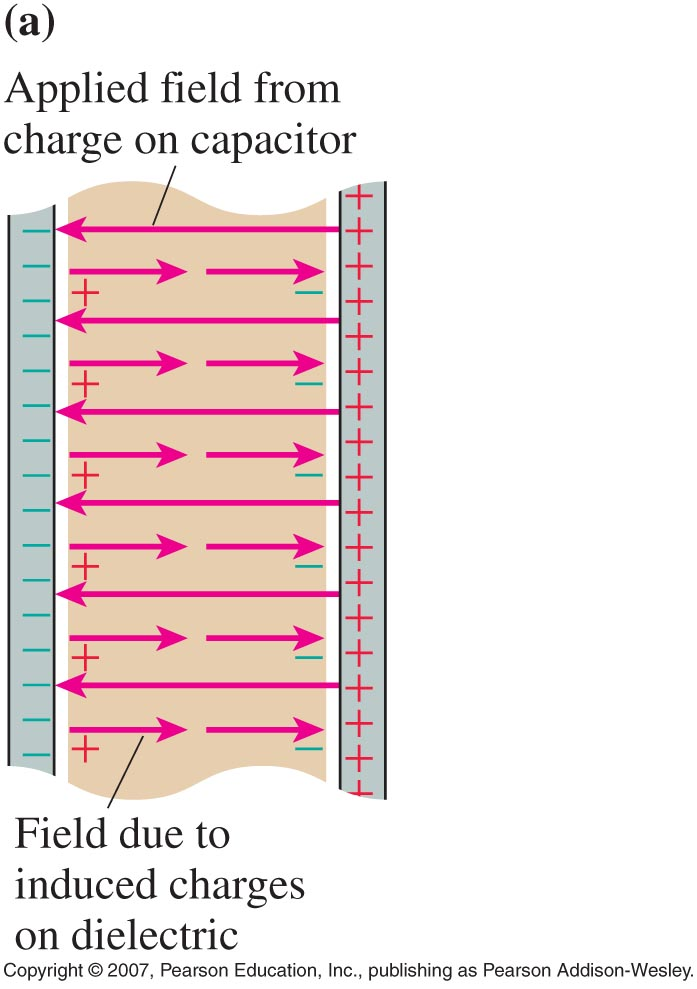 (a)
Applied field from
charge on capacitor
Field due to
induced charges
on dielectric
Copyright © 2007, Pearson Education, Inc., publishing as Pearson Addison-Wesley.